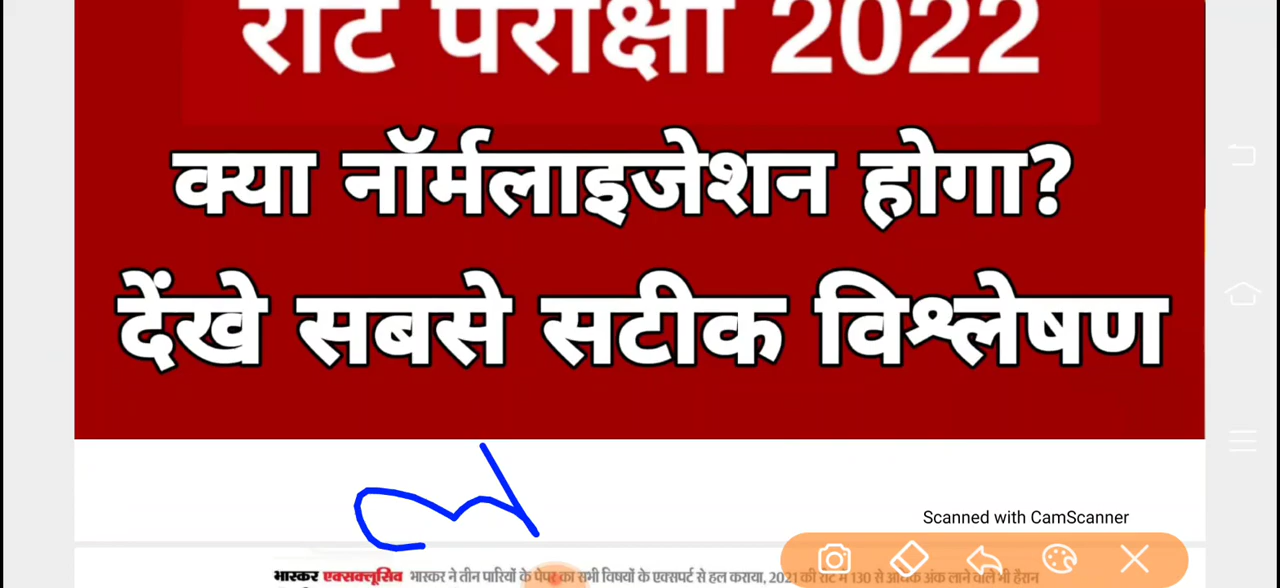 रीट परीक्षा 2022
क्या नॉर्मलाइजेशन होगा?
देंखे सबसे सटीक विश्लेषण
Scanned with CamScanner
भास्कर एक्सक्लूसिव भास्कर ने तीन पारियों के पेपर का सभी विषयों के एक्सपर्ट से हल कराया, 2021 की रीट में 130 से अधिक अंक लाने वाले भी हैरान